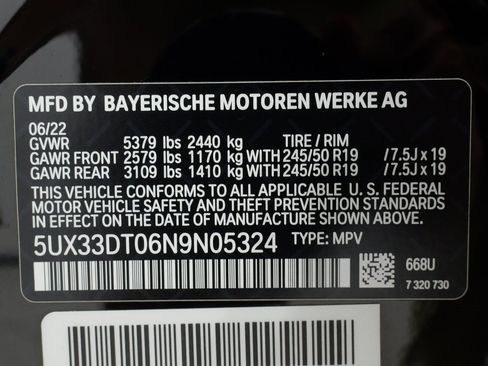 MFD BY BAYERISCHE MOTOREN WERKE AG
06/22
GVWR 5379 lbs 2440 kg TIRE / RIM
GAWR FRONT 2579 lbs 1170 kg WITH 245/50 R19 /7.5J x 19
GAWR REAR 3109 lbs 1410 kg WITH 245/50 R19 /7.5J x 19
THIS VEHICLE CONFORMS TO ALL APPLICABLE U. S. FEDERAL
MOTOR VEHICLE SAFETY AND THEFT PREVENTION STANDARDS
IN EFFECT ON THE DATE OF MANUFACTURE SHOWN ABOVE.
5UX33DT06N9N05324 TYPE: MPV
668U
7 320 730